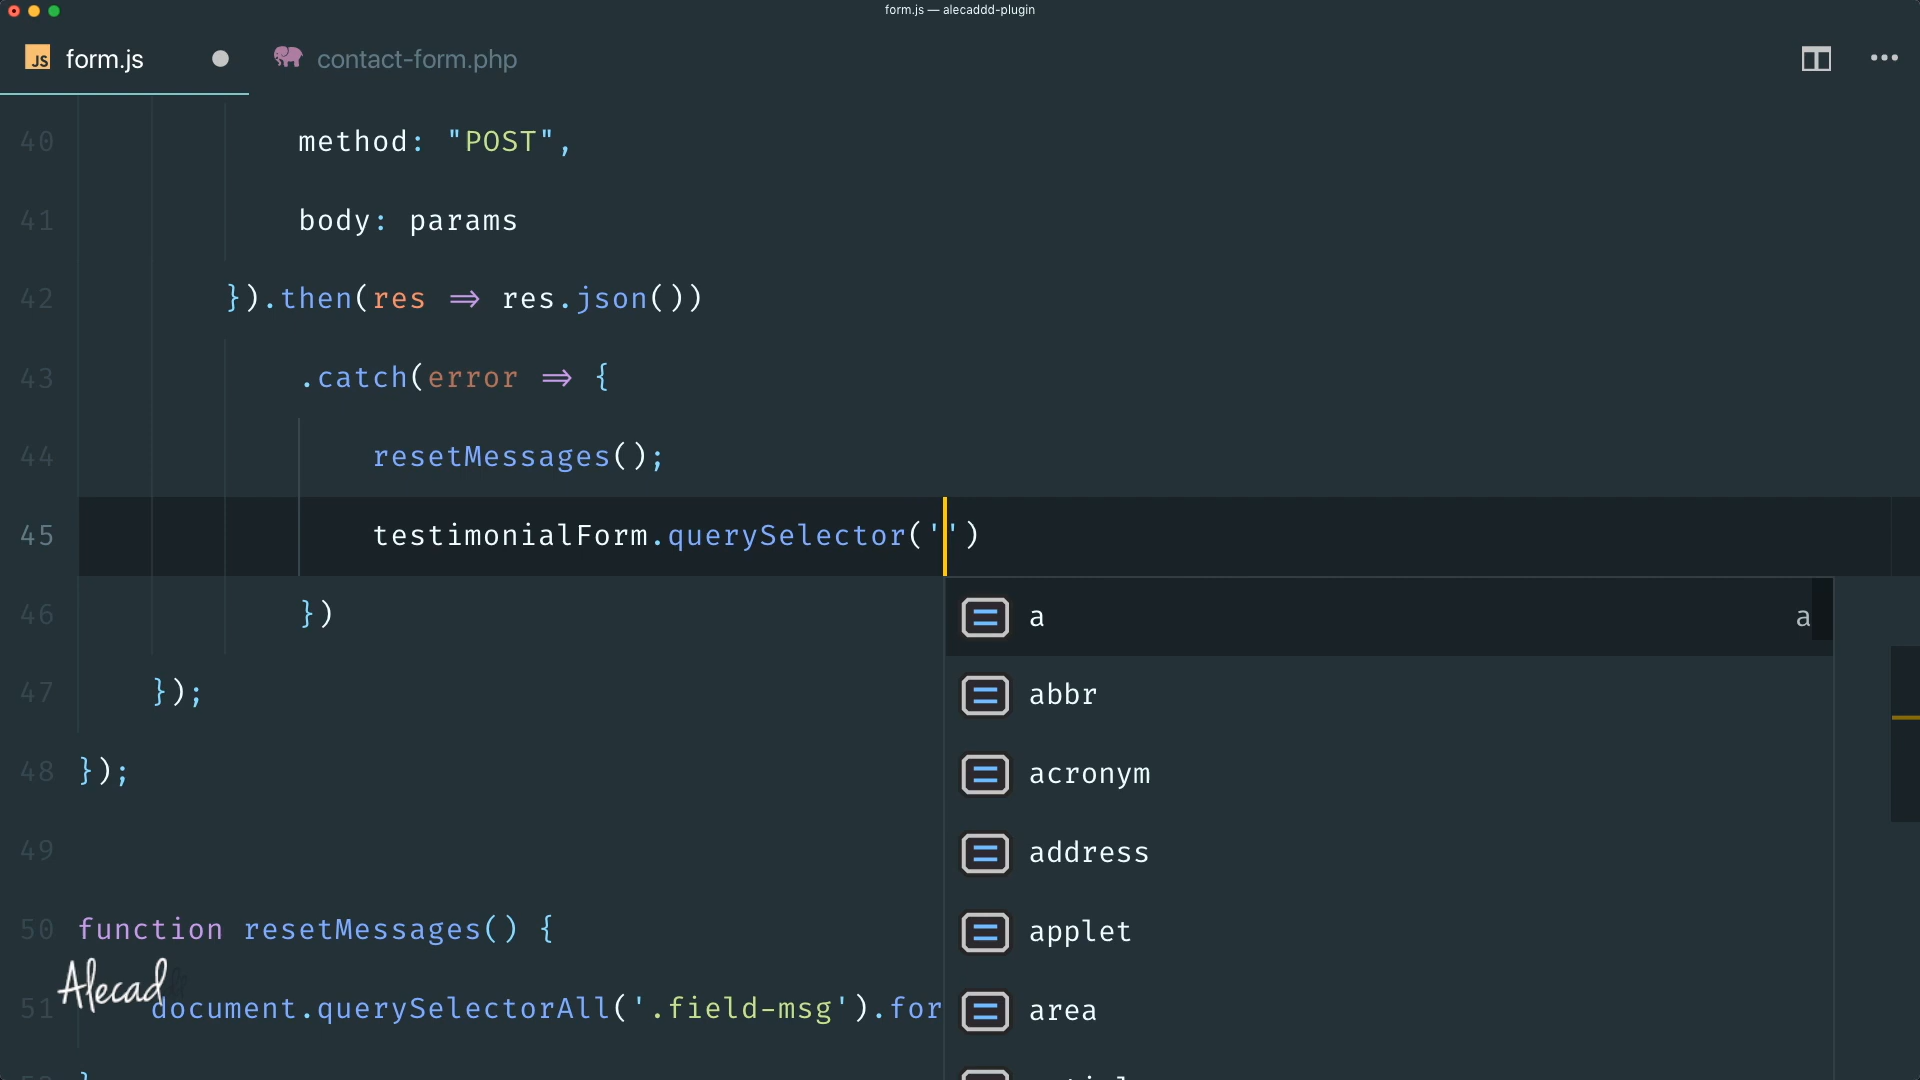 form.js — alecaddd-plugin
JS form.js
contact-form.php
40 method: "POST",
41 body: params
42 }).then(res => res.json())
43 .catch(error => {
44 resetMessages();
45 testimonialForm.querySelector('')
46 })
a a
47 });
abbr
48 });
acronym
49
address
50 function resetMessages() {
applet
Alecad
51 document.querySelectorAll('.field-msg').for
area
}